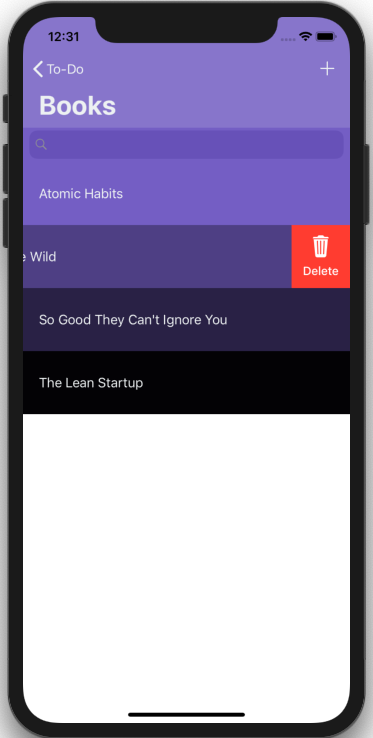 12:31
To-Do
Books
Atomic Habits
Wild
Delete
So Good They Can't Ignore You
The Lean Startup